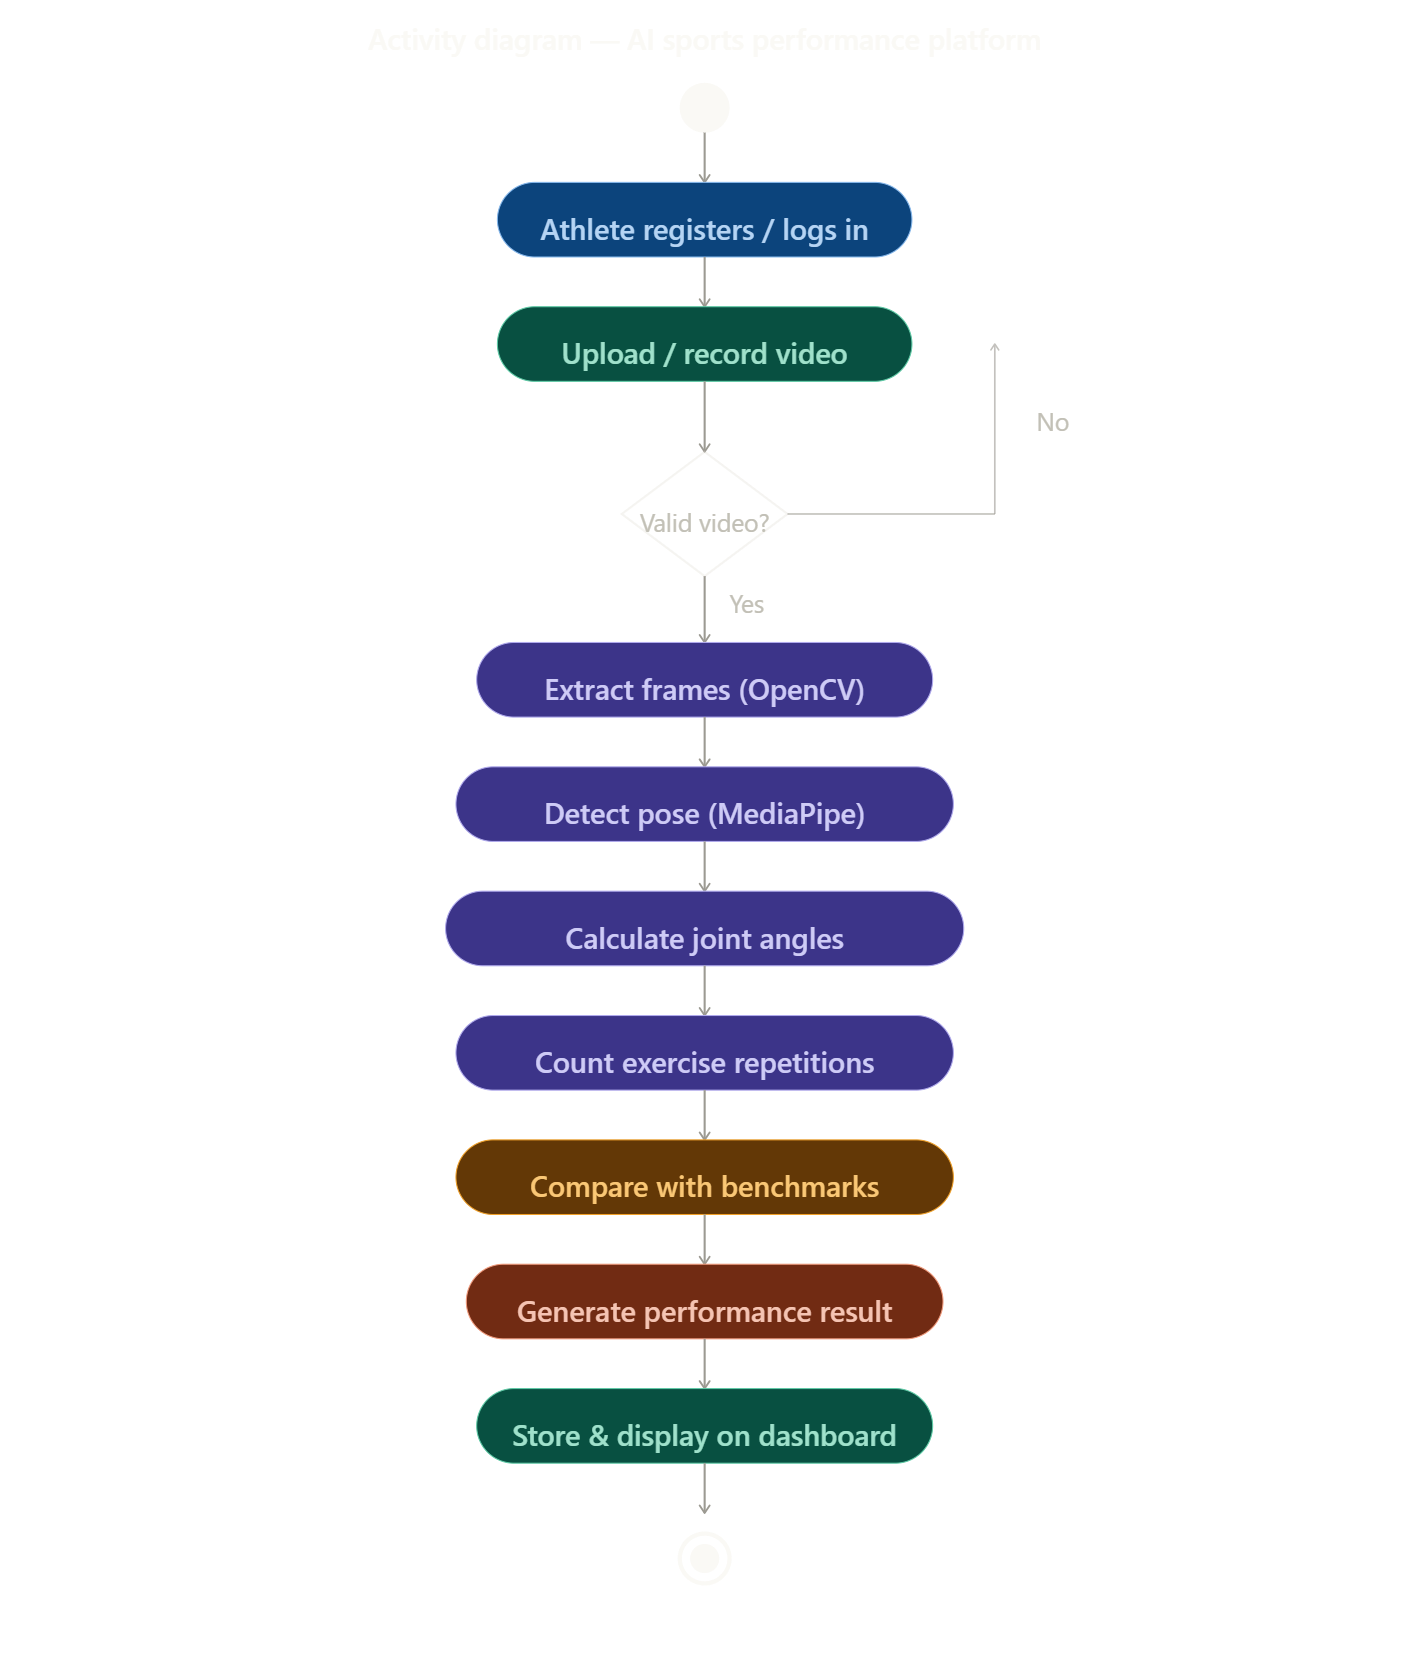 Activity diagram — AI sports performance platform
Athlete registers / logs in
Upload / record video
No
Valid video?
Yes
Extract frames (OpenCV)
Detect pose (MediaPipe)
Calculate joint angles
Count exercise repetitions
Compare with benchmarks
Generate performance result
Store & display on dashboard